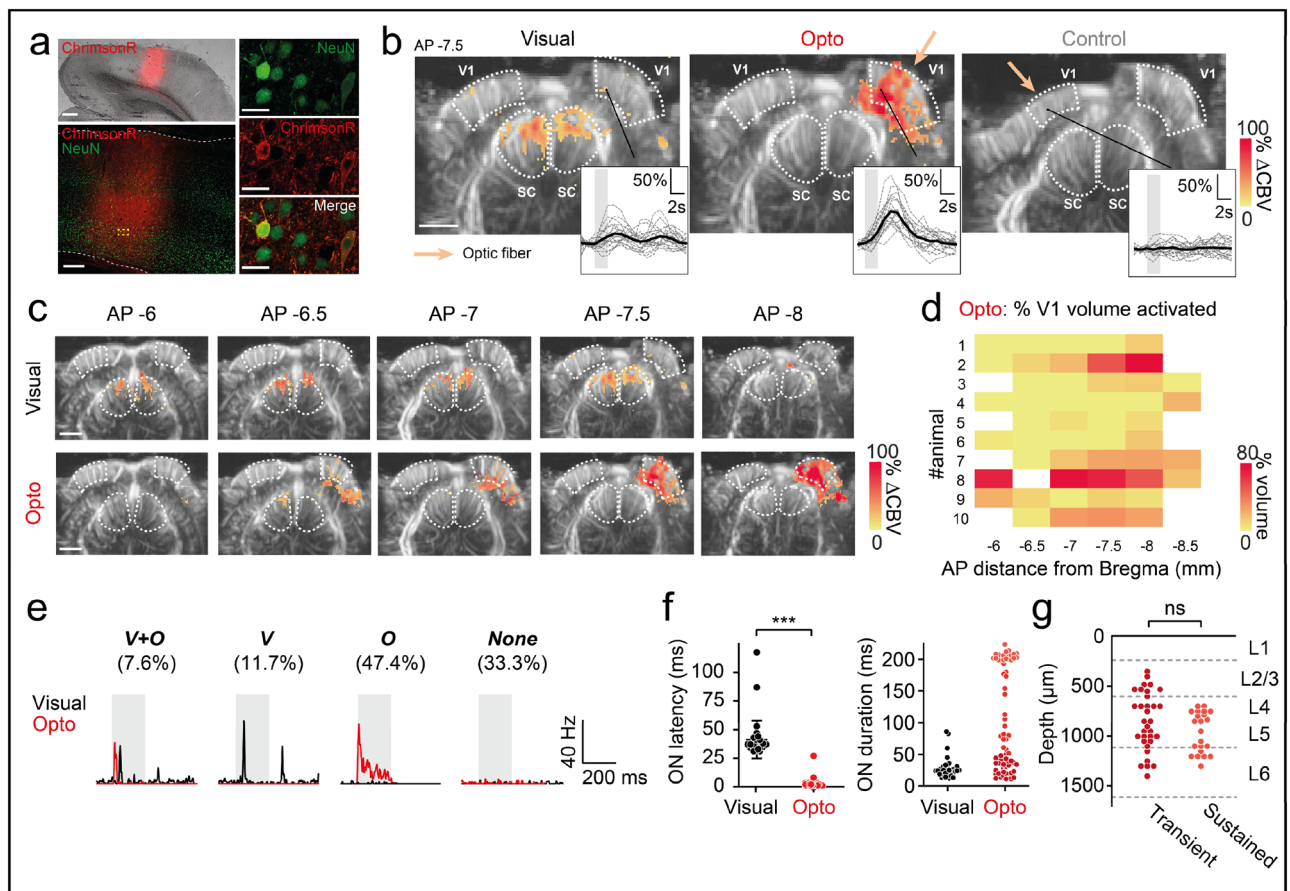 a
ChrimsonR
NeuN
ChrimsonR
NeuN
ChrimsonR
Merge
b
AP -7.5
Visual
Opto
Control
V1
V1
V1
V1
SC
SC
SC
SC
SC
SC
50%
2s
50%
2s
50%
2s
100
% ΔCBV
0
Optic fiber
c
AP -6
AP -6.5
AP -7
AP -7.5
AP -8
Visual
Opto
100
% ΔCBV
0
d
Opto: % V1 volume activated
#animal
1
2
3
4
5
6
7
8
9
10
-6
-6.5
-7
-7.5
-8
-8.5
AP distance from Bregma (mm)
80
% volume
0
e
V+O
(7.6%)
V
(11.7%)
O
(47.4%)
None
(33.3%)
Visual
Opto
40 Hz
200 ms
f
ON latency (ms)
100
75
50
25
0
***
Visual
Opto
ON duration (ms)
200
150
100
50
0
Visual
Opto
g
ns
Depth (μm)
0
500
1000
1500
L1
L2/3
L4
L5
L6
Transient
Sustained